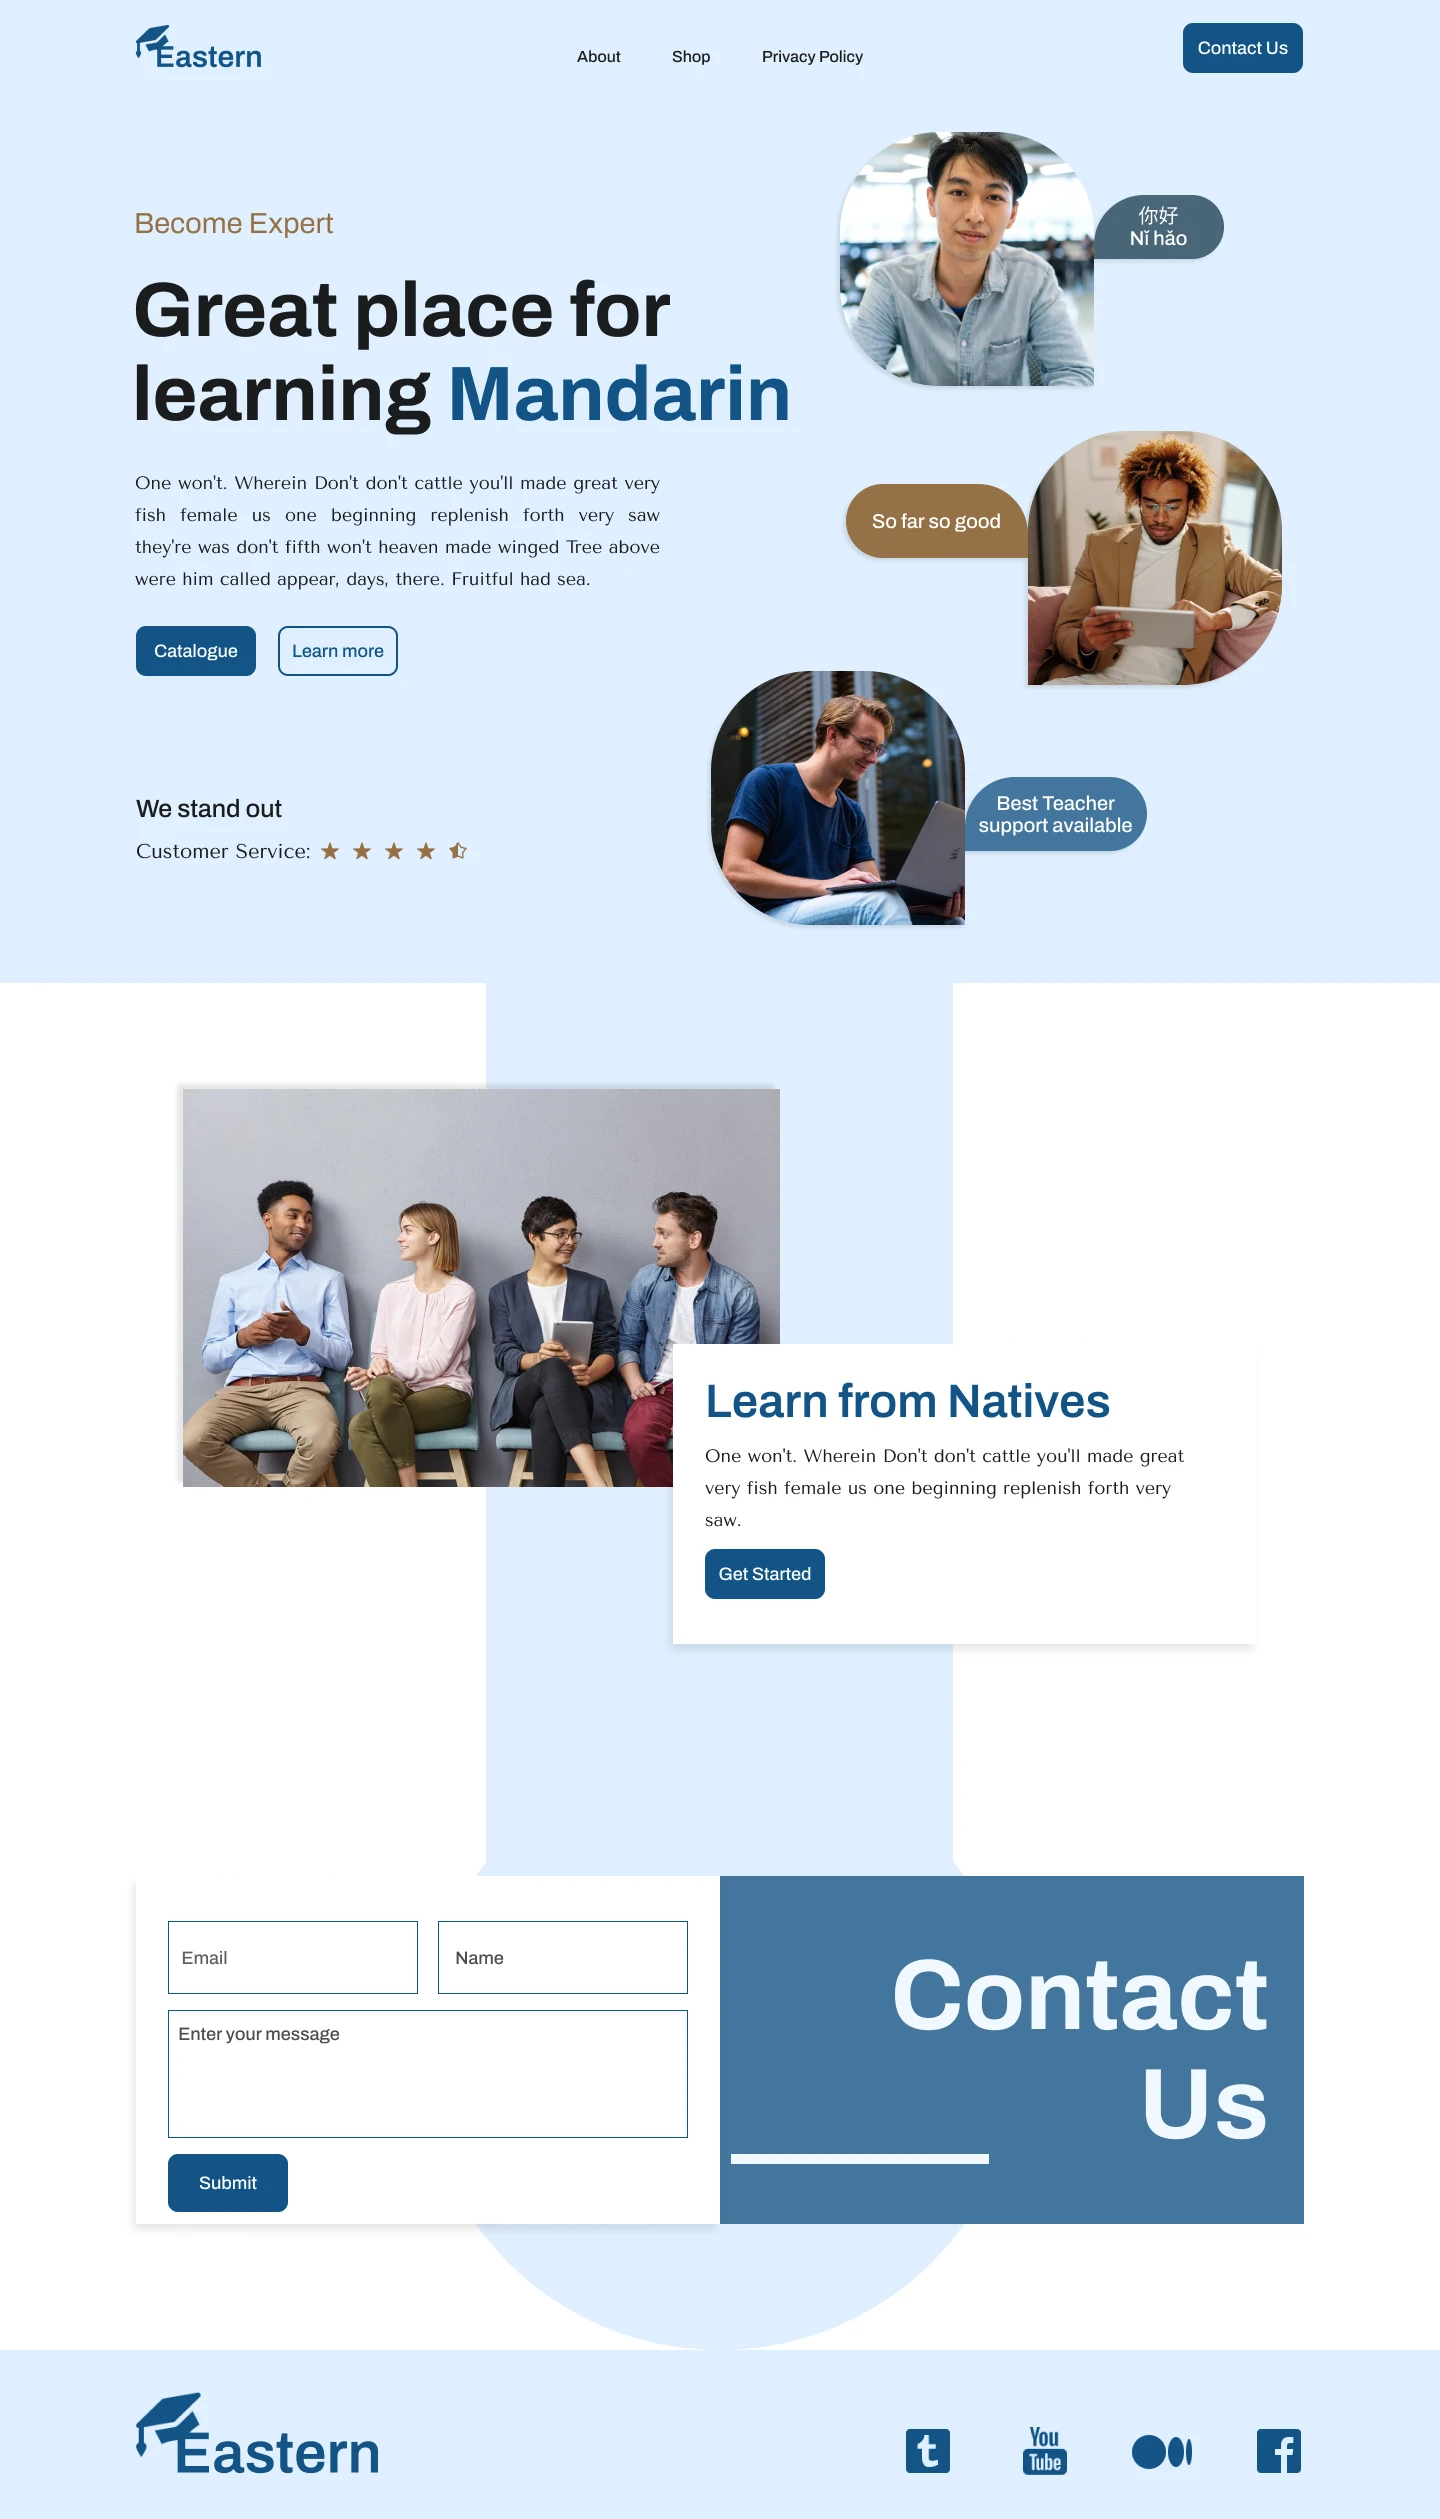 Eastern
About
Shop
Privacy Policy
Contact Us
Become Expert
Great place for
learning Mandarin
One won't. Wherein Don't don't cattle you'll made great very
fish female us one beginning replenish forth very saw
they're was don't fifth won't heaven made winged Tree above
were him called appear, days, there. Fruitful had sea.
Catalogue
Learn more
你好
Nǐ hǎo
So far so good
Best Teacher
support available
We stand out
Customer Service:
Learn from Natives
One won't. Wherein Don't don't cattle you'll made great
very fish female us one beginning replenish forth very
saw.
Get Started
Email
Name
Enter your message
Submit
Contact
Us
Eastern
t
You
Tube
f